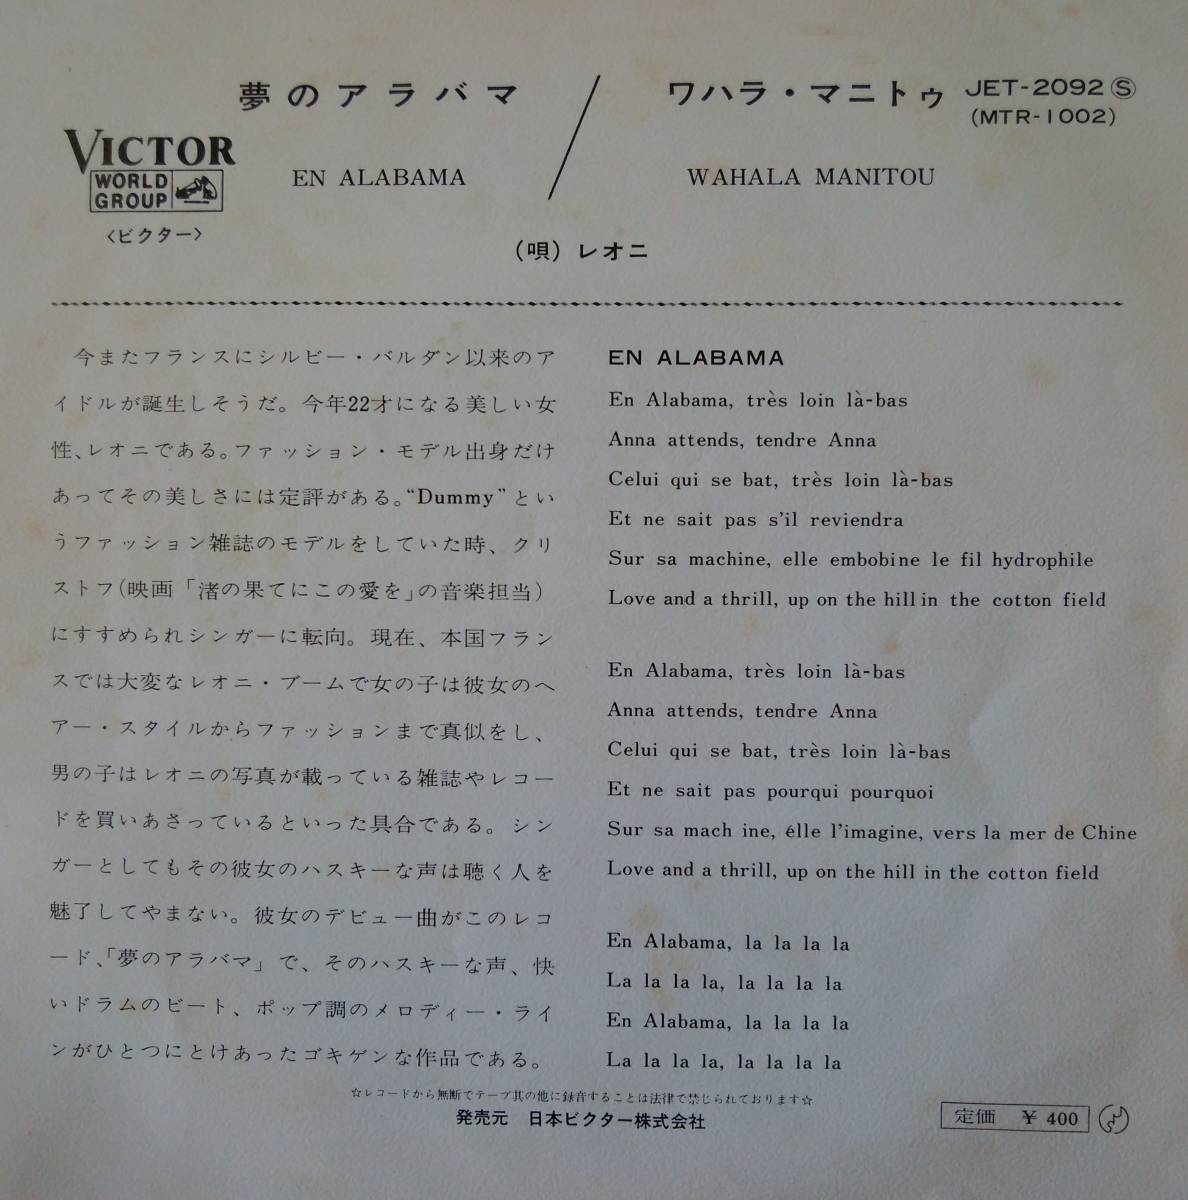 夢のアラバマ / ワハラ・マニトゥ JET-2092 Ⓢ
(MTR-1002)
VICTOR
WORLD
GROUP
〈ビクター〉
EN ALABAMA
WAHALA MANITOU
(唄) レオニ
今またフランスにシルビー・バルダン以来のア
イドルが誕生しそうだ。今年22才になる美しい女
性、レオニである。ファッション・モデル出身だけ
あってその美しさには定評がある。“Dummy”とい
うファッション雑誌のモデルをしていた時、クリ
ストフ(映画「渚の果てにこの愛を」の音楽担当)
にすすめられシンガーに転向。現在、本国フラン
スでは大変なレオニ・ブームで女の子は彼女のヘ
アー・スタイルからファッションまで真似をし、
男の子はレオニの写真が載っている雑誌やレコー
ドを買いあさっているといった具合である。シン
ガーとしてもその彼女のハスキーな声は聴く人を
魅了してやまない。彼女のデビュー曲がこのレコ
ード、「夢のアラバマ」で、そのハスキーな声、快
いドラムのビート、ポップ調のメロディー・ライ
ンがひとつにとけあったゴキゲンな作品である。
EN ALABAMA
En Alabama, très loin là-bas
Anna attends, tendre Anna
Celui qui se bat, très loin là-bas
Et ne sait pas s'il reviendra
Sur sa machine, elle embobine le fil hydrophile
Love and a thrill, up on the hill in the cotton field
En Alabama, très loin là-bas
Anna attends, tendre Anna
Celui qui se bat, très loin là-bas
Et ne sait pas pourqui pourquoi
Sur sa mach ine, élle l'imagine, vers la mer de Chine
Love and a thrill, up on the hill in the cotton field
En Alabama, la la la la
La la la la, la la la la
En Alabama, la la la la
La la la la, la la la la
☆レコードから無断でテープ其の他に録音することは法律で禁じられております☆
発売元 日本ビクター株式会社
定価 ¥ 400